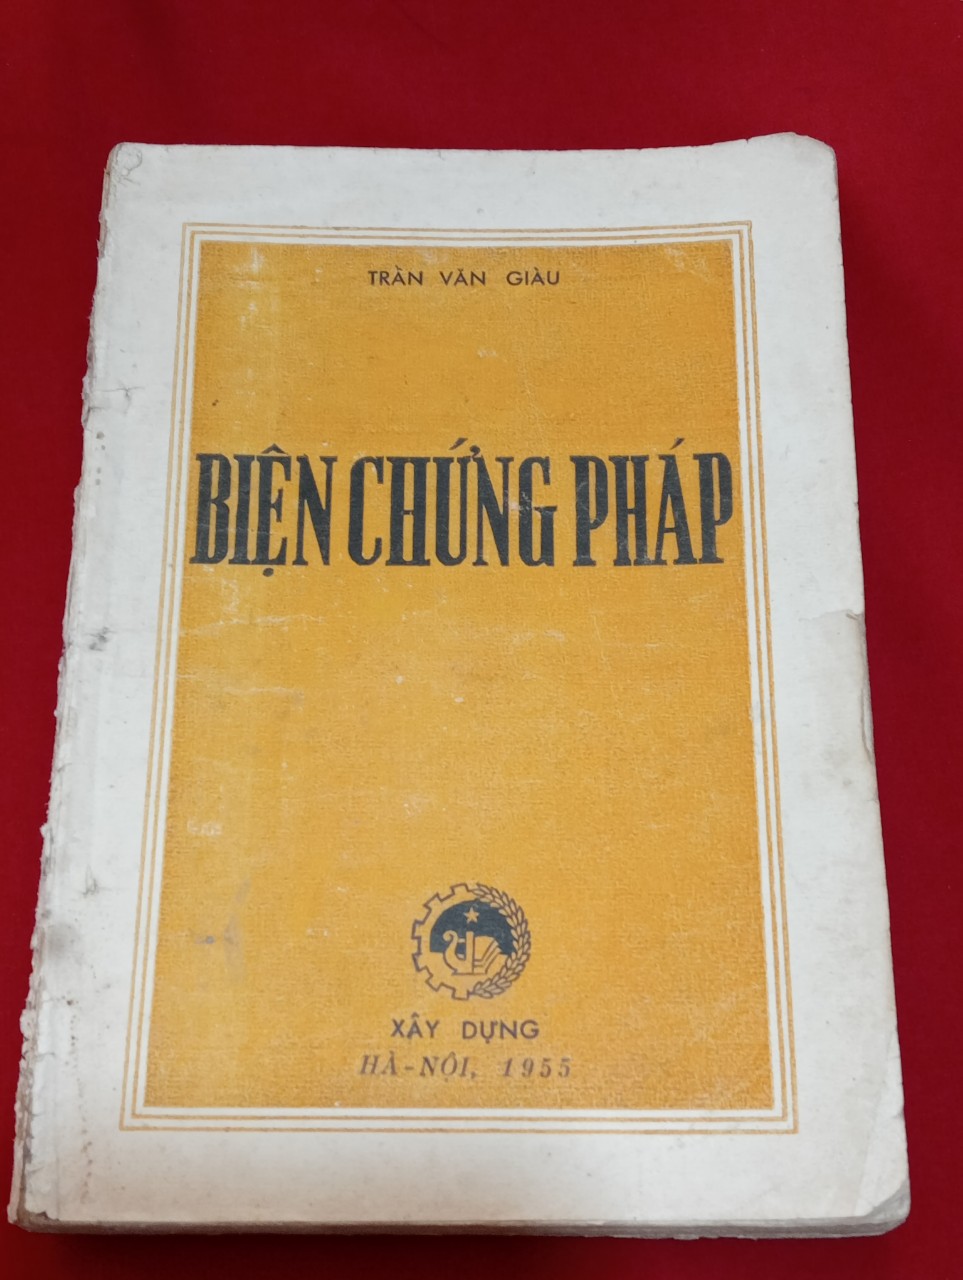 TRẦN VĂN GIÀU
BIỆN CHỨNG PHÁP
XÂY DỰNG
HÀ-NỘI, 1955